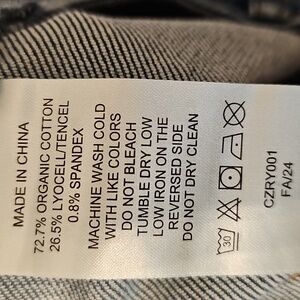 MADE IN CHINA
72.7% ORGANIC COTTON
26.5% LYOCELL/TENCEL
0.8% SPANDEX
MACHINE WASH COLD
WITH LIKE COLORS
DO NOT BLEACH
TUMBLE DRY LOW
LOW IRON ON THE
REVERSED SIDE
DO NOT DRY CLEAN
30
CZRY001
FA/24